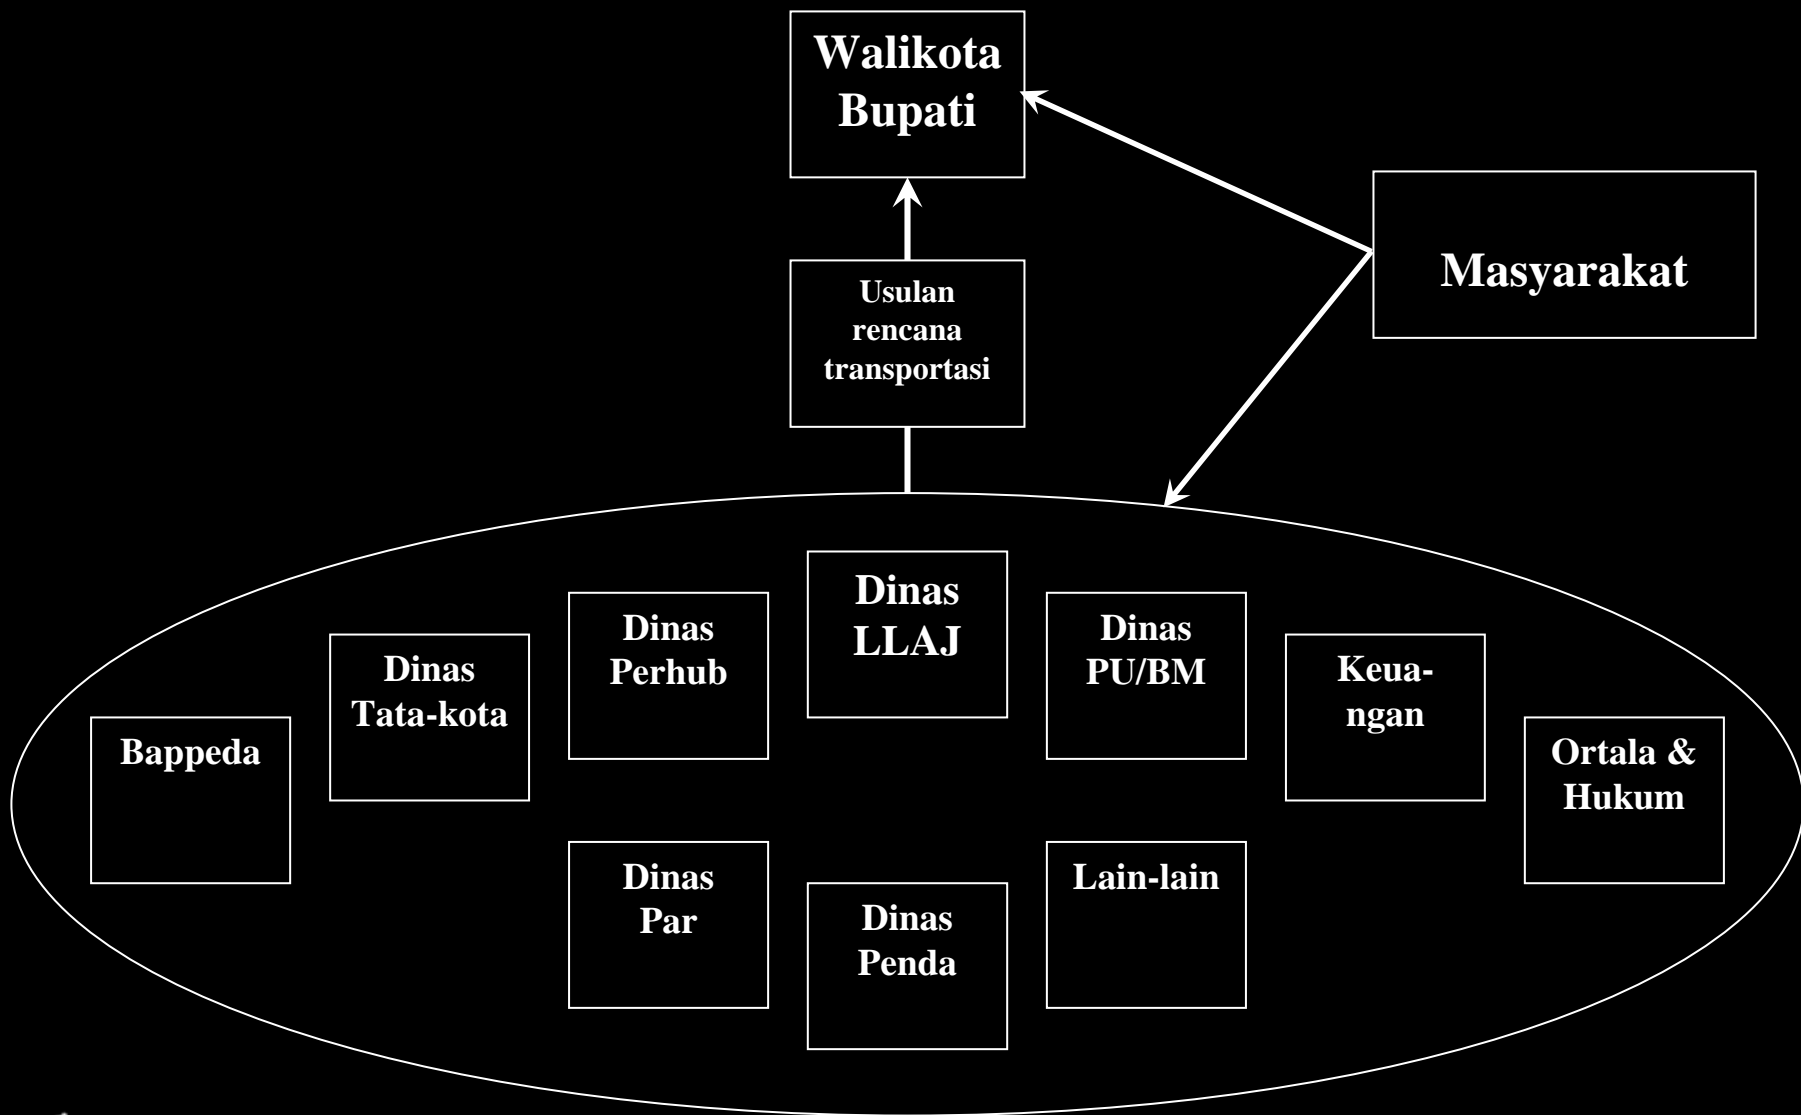 Walikota
Bupati
Masyarakat
Usulan
rencana
transportasi
Dinas
LLAJ
Dinas
Perhub
Dinas
PU/BM
Dinas
Tata-kota
Keua-
ngan
Bappeda
Ortala &
Hukum
Dinas
Par
Dinas
Penda
Lain-lain